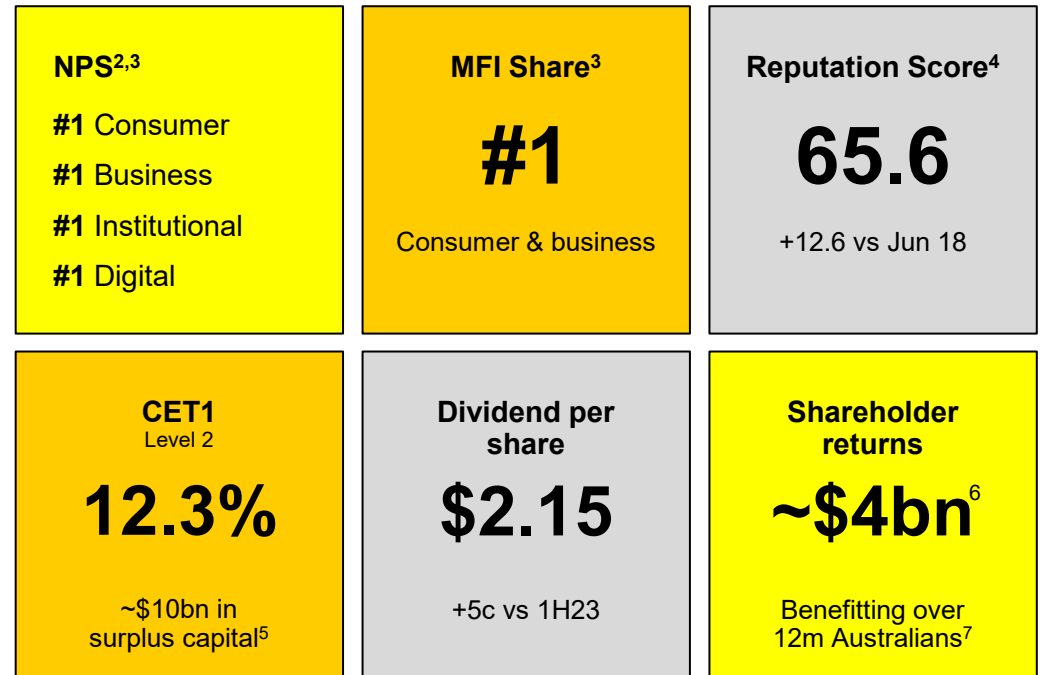 NPS2,3
#1 Consumer
#1 Business
#1 Institutional
#1 Digital
MFI Share3
#1
Consumer & business
Reputation Score4
65.6
+12.6 vs Jun 18
CET1
Level 2
12.3%
~$10bn in
surplus capital5
Dividend per
share
$2.15
+5c vs 1H23
Shareholder
returns
~$4bn6
Benefitting over
12m Australians7